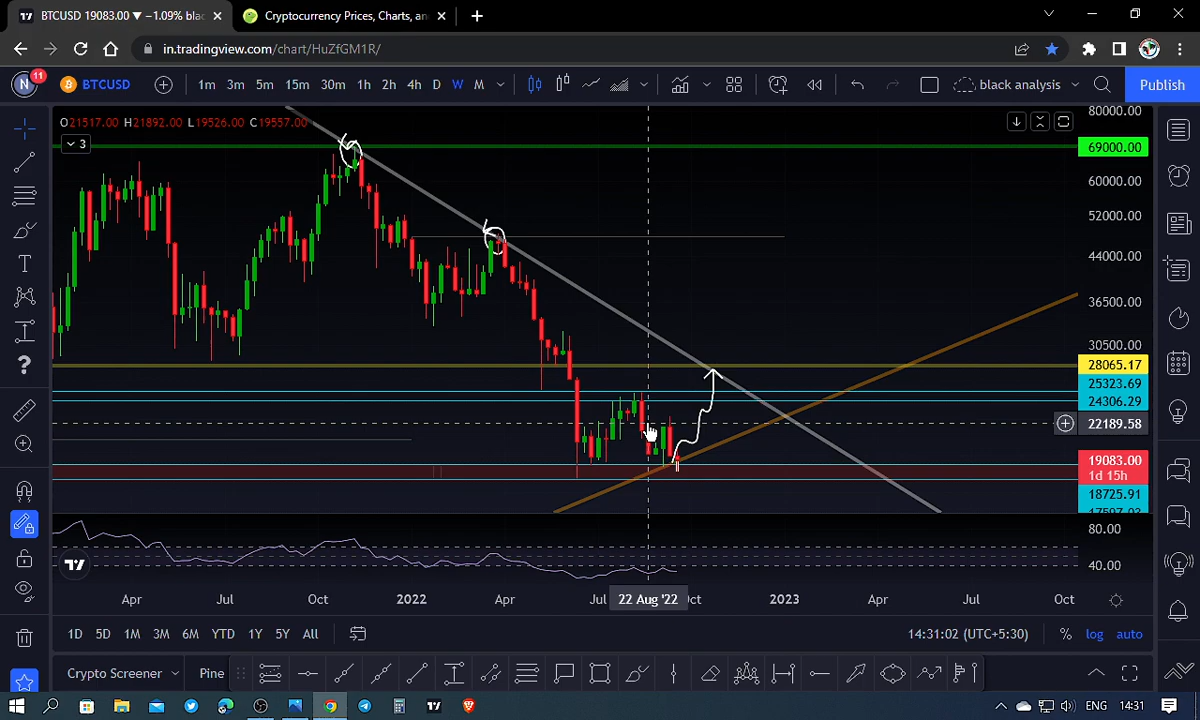 BTCUSD 19083.00 ▼ −1.09% blac
Cryptocurrency Prices, Charts, an
in.tradingview.com/chart/HuZfGM1R/
N 11 BTCUSD 1m 3m 5m 15m 30m 1h 2h 4h D W M black analysis Publish
O21517.00 H21892.00 L19526.00 C19557.00
3
80000.00
69000.00
60000.00
52000.00
44000.00
36500.00
30500.00
28065.17
25323.69
24306.29
22189.58
19083.00
1d 15h
18725.91
80.00
40.00
Apr Jul Oct 2022 Apr Jul 22 Aug '22 Oct 2023 Apr Jul Oct
1D 5D 1M 3M 6M YTD 1Y 5Y All 14:31:02 (UTC+5:30) % log auto
Crypto Screener Pine
ENG 14:31